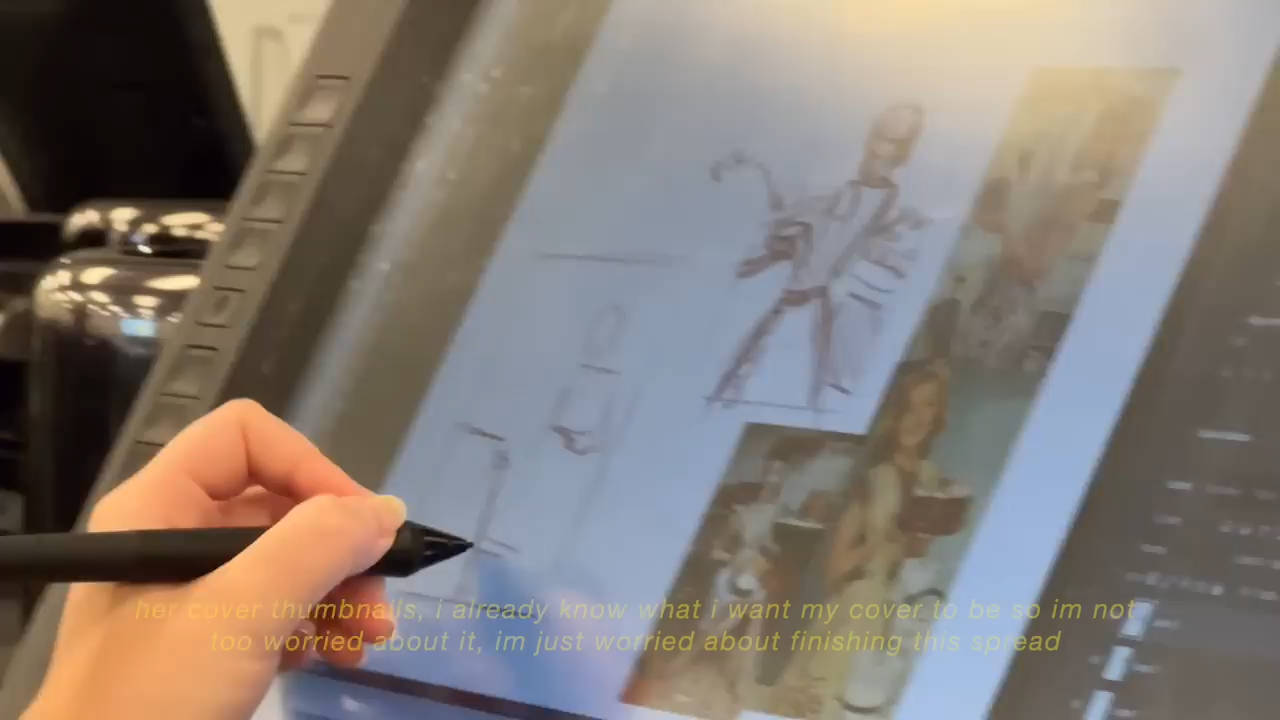 her cover thumbnails, i already know what i want my cover to be so im not
too worried about it, im just worried about finishing this spread